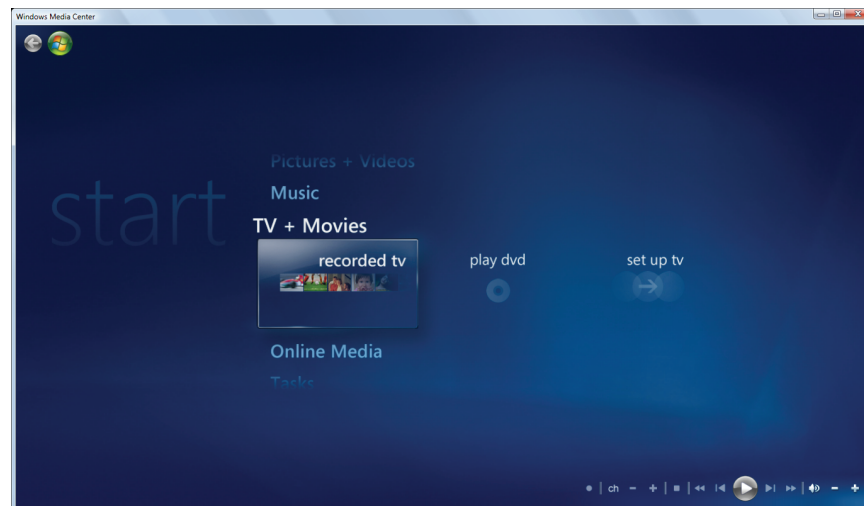 Windows Media Center
Pictures + Videos
start
Music
TV + Movies
recorded tv
play dvd
set up tv
Online Media
Tasks
ch